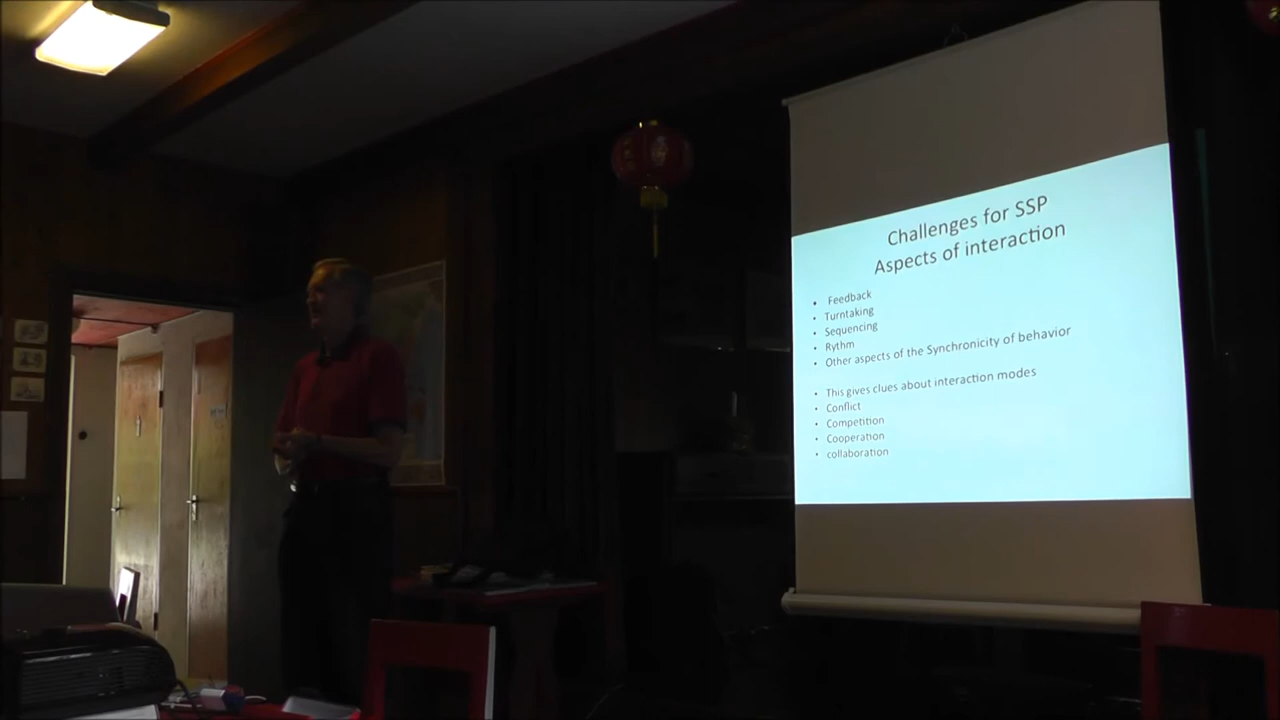 Challenges for SSP
Aspects of interaction
• Feedback
• Turntaking
• Sequencing
• Rythm
• Other aspects of the Synchronicity of behavior
• This gives clues about interaction modes
• Conflict
• Competition
• Cooperation
• collaboration